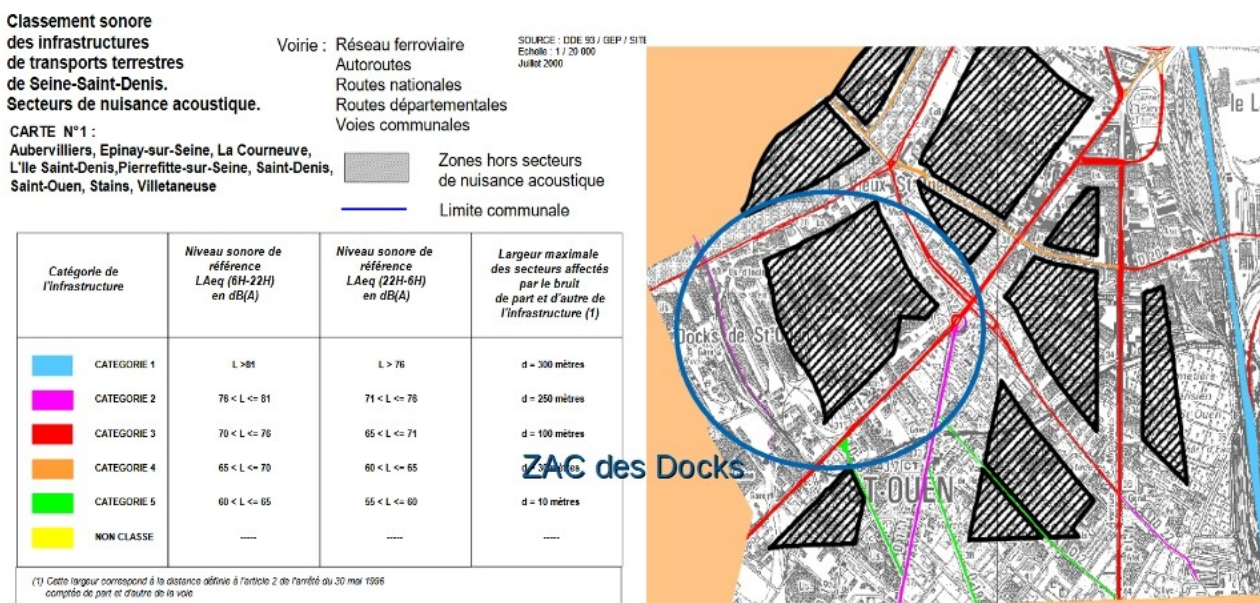 Classement sonore
des infrastructures
de transports terrestres
de Seine-Saint-Denis.
Secteurs de nuisance acoustique.
CARTE N°1 :
Aubervilliers, Epinay-sur-Seine, La Courneuve,
L'Ile Saint-Denis,Pierrefitte-sur-Seine, Saint-Denis,
Saint-Ouen, Stains, Villetaneuse
Voirie : Réseau ferroviaire
Autoroutes
Routes nationales
Routes départementales
Voies communales
Zones hors secteurs
de nuisance acoustique
Limite communale
SOURCE : DDE 93 / GEP / SITE
Echelle : 1 / 20 000
Juillet 2000
Catégorie de
l'infrastructure
Niveau sonore de
référence
LAeq (6H-22H)
en dB(A)
Niveau sonore de
référence
LAeq (22H-6H)
en dB(A)
Largeur maximale
des secteurs affectés
par le bruit
de part et d'autre de
l'infrastructure (1)
CATEGORIE 1 L >81 L > 76 d = 300 mètres
CATEGORIE 2 76 < L <= 81 71 < L <= 76 d = 250 mètres
CATEGORIE 3 70 < L <= 76 65 < L <= 71 d = 100 mètres
CATEGORIE 4 65 < L <= 70 60 < L <= 65 d = 30 mètres
CATEGORIE 5 60 < L <= 65 55 < L <= 60 d = 10 mètres
NON CLASSE ----- ----- -----
(1) Cette largeur correspond à la distance définie à l'article 2 de l'arrêté du 30 mai 1996
comptée de part et d'autre de la voie
ZAC des Docks
le Vieux St
Docks de St
T OUEN
CT
D20